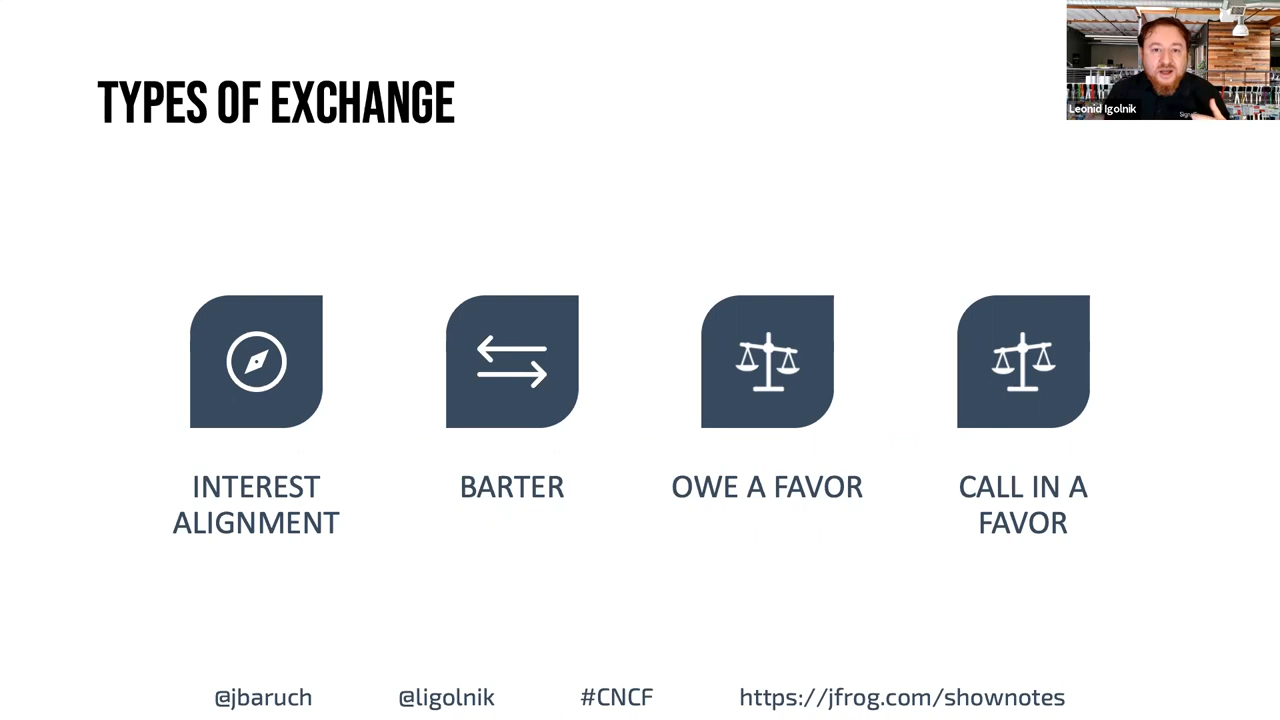 TYPES OF EXCHANGE
Leonid Igolnik
INTEREST
ALIGNMENT
BARTER
OWE A FAVOR
CALL IN A
FAVOR
@jbaruch
@ligolnik
#CNCF
https://jfrog.com/shownotes